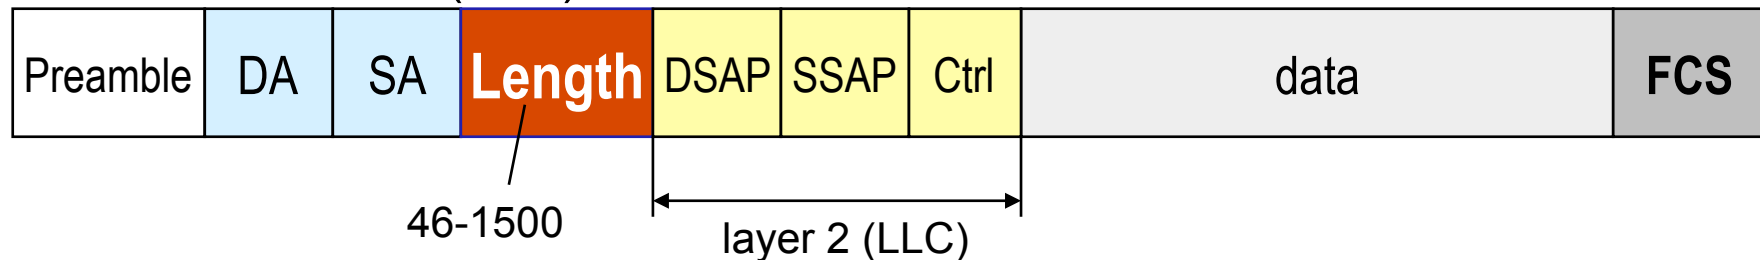 Preamble DA SA Length DSAP SSAP Ctrl data FCS
46-1500
layer 2 (LLC)